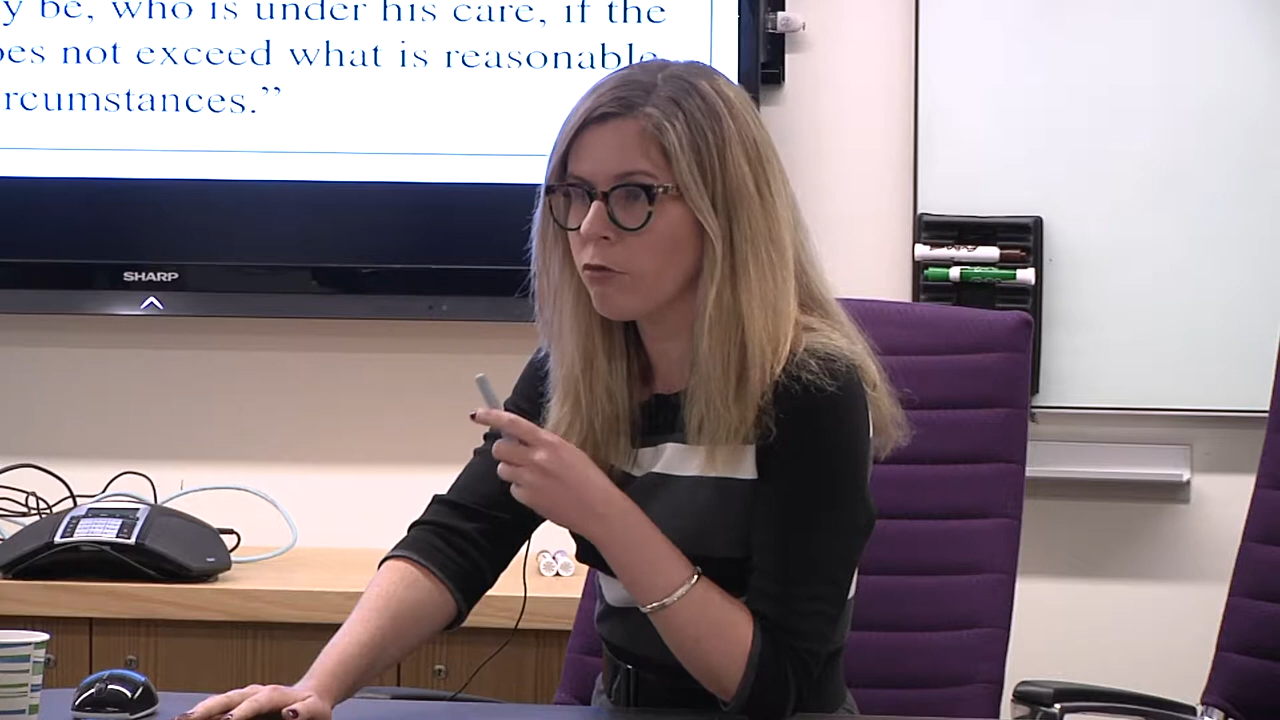 y be, who is under his care, if the
oes not exceed what is reasonable
rcumstances.”
SHARP